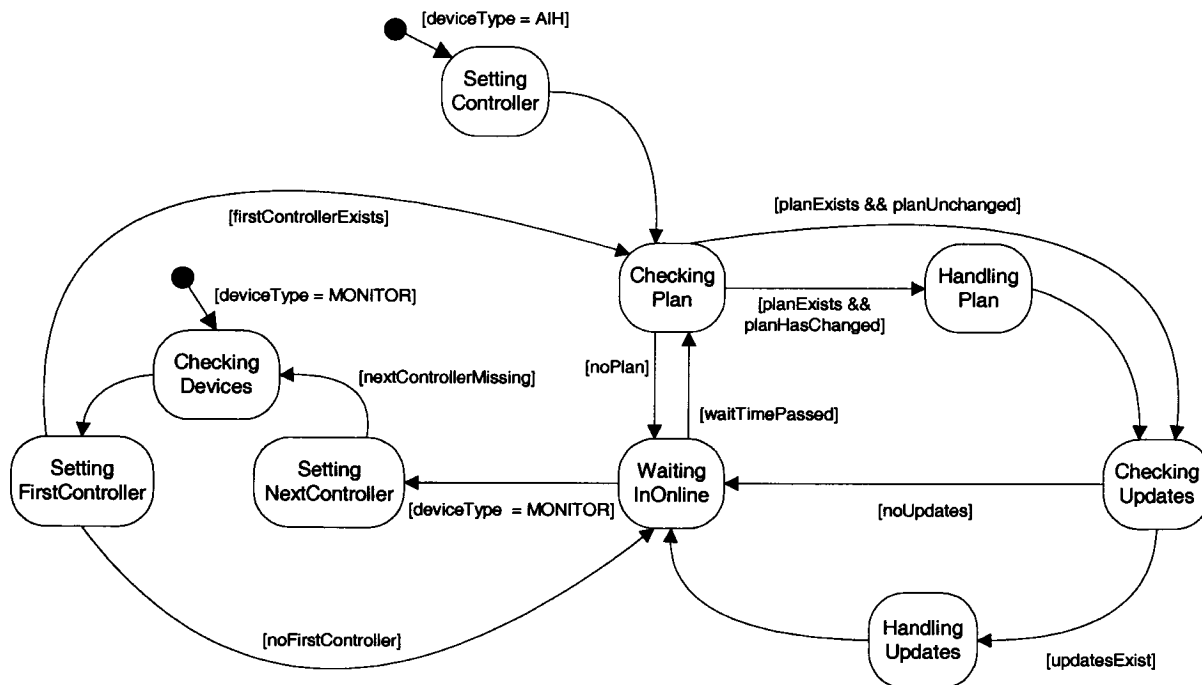 [deviceType = AIH]
Setting
Controller
[firstControllerExists]
[planExists && planUnchanged]
Checking
Plan
Handling
Plan
[deviceType = MONITOR]
[planExists &&
planHasChanged]
Checking
Devices
[nextControllerMissing]
[noPlan]
[waitTimePassed]
Setting
FirstController
Setting
NextController
Waiting
InOnline
Checking
Updates
[deviceType = MONITOR]
[noUpdates]
[noFirstController]
Handling
Updates
[updatesExist]